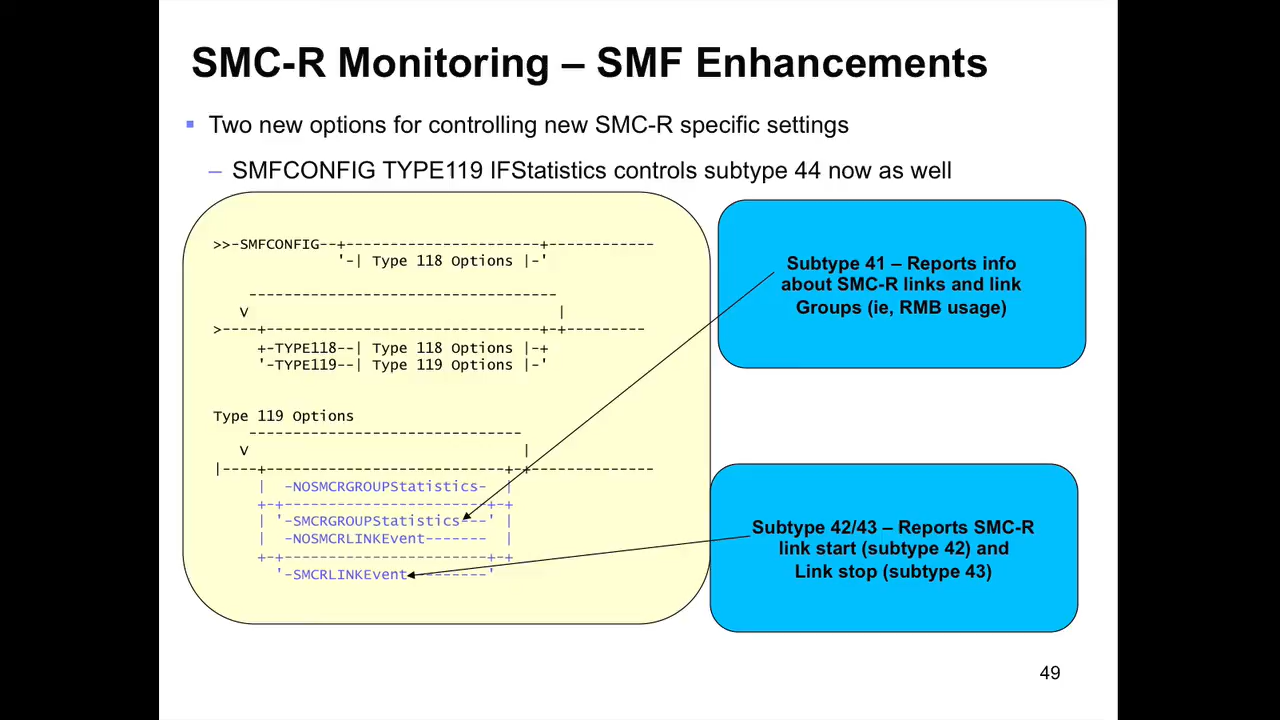 SMC-R Monitoring – SMF Enhancements
▪ Two new options for controlling new SMC-R specific settings
– SMFCONFIG TYPE119 IFStatistics controls subtype 44 now as well
>>-SMFCONFIG--+----------------------+------------
'-| Type 118 Options |-'
-----------------------------------
V |
>----+--------------------------------+-+---------
+-TYPE118--| Type 118 Options |-+
'-TYPE119--| Type 119 Options |-'
Type 119 Options
-------------------------------
V |
|----+----------------------------+-+--------------
| -NOSMCRGROUPStatistics- |
+-+-----------------------+-+
| '-SMCRGROUPStatistics---' |
| -NOSMCRLINKEvent------- |
+-+-----------------------+-+
'-SMCRLINKEvent---------'
Subtype 41 – Reports info
about SMC-R links and link
Groups (ie, RMB usage)
Subtype 42/43 – Reports SMC-R
link start (subtype 42) and
Link stop (subtype 43)
49